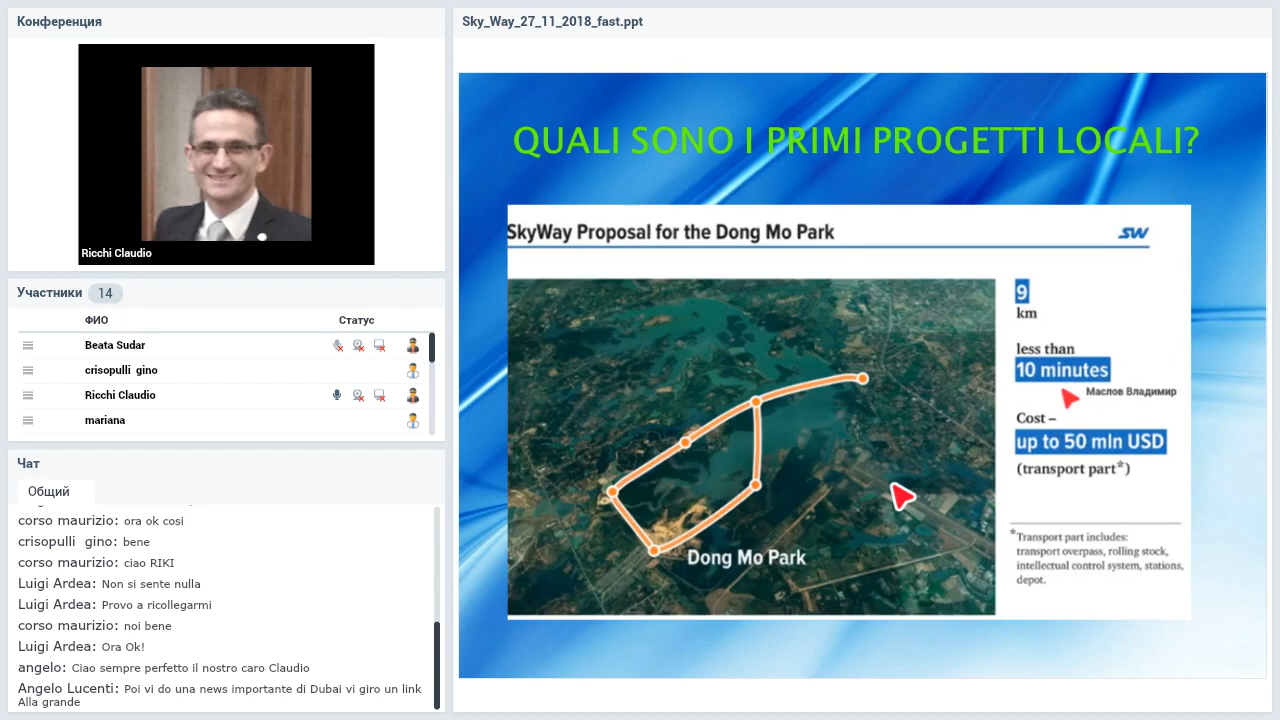 Конференция
Ricchi Claudio
Участники 14
ФИО Статус
Beata Sudar
crisopulli gino
Ricchi Claudio
mariana
Чат
Общий
corso maurizio: ora ok cosi
crisopulli gino: bene
corso maurizio: ciao RIKI
Luigi Ardea: Non si sente nulla
Luigi Ardea: Provo a ricollegarmi
corso maurizio: noi bene
Luigi Ardea: Ora Ok!
angelo: Ciao sempre perfetto il nostro caro Claudio
Angelo Lucenti: Poi vi do una news importante di Dubai vi giro un link
Alla grande
Sky_Way_27_11_2018_fast.ppt
QUALI SONO I PRIMI PROGETTI LOCALI?
SkyWay Proposal for the Dong Mo Park
SW
Dong Mo Park
9
km
less than
10 minutes
Маслов Владимир
Cost –
up to 50 mln USD
(transport part*)
*Transport part includes:
transport overpass, rolling stock,
intellectual control system, stations,
depot.